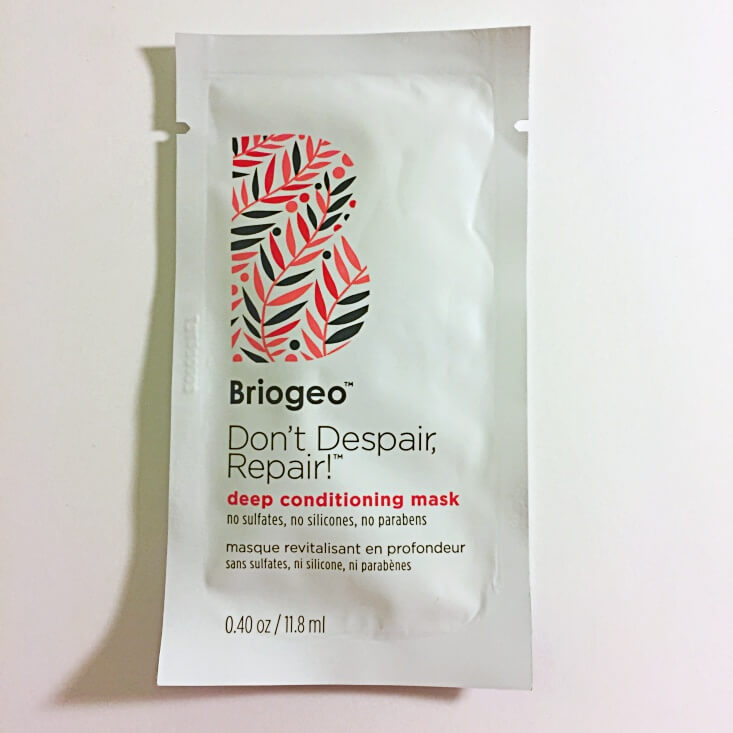 Briogeo™
Don't Despair,
Repair!™
deep conditioning mask
no sulfates, no silicones, no parabens
masque revitalisant en profondeur
sans sulfates, ni silicone, ni parabènes
0.40 oz / 11.8 ml